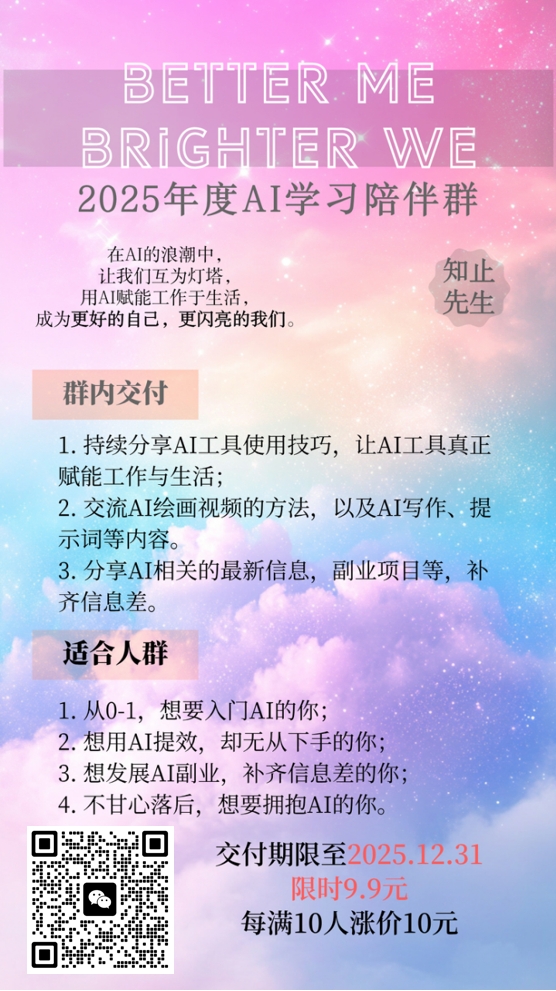 BETTER ME
BRiGHTER WE
2025年度AI学习陪伴群
在AI的浪潮中，
让我们互为灯塔，
用AI赋能工作于生活，
成为更好的自己，更闪亮的我们。
知止
先生
群内交付
1. 持续分享AI工具使用技巧，让AI工具真正
赋能工作与生活；
2. 交流AI绘画视频的方法，以及AI写作、提
示词等内容。
3. 分享AI相关的最新信息，副业项目等，补
齐信息差。
适合人群
1. 从0-1，想要入门AI的你；
2. 想用AI提效，却无从下手的你；
3. 想发展AI副业，补齐信息差的你；
4. 不甘心落后，想要拥抱AI的你。
交付期限至2025.12.31
限时9.9元
每满10人涨价10元